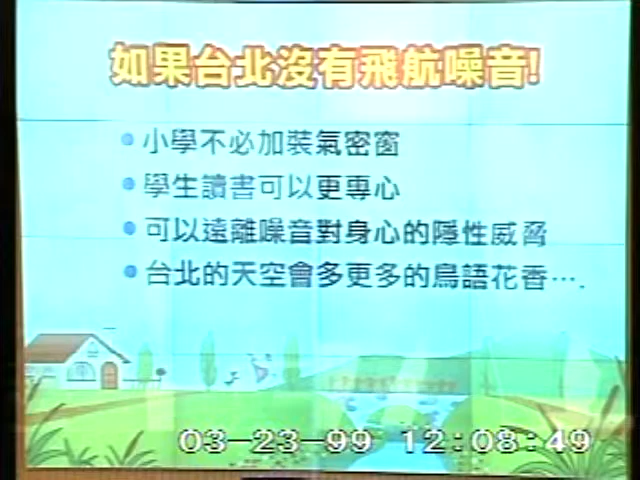 如果台北沒有飛航噪音!
小學不必加裝氣密窗
學生讀書可以更專心
可以遠離噪音對身心的隱性威脅
台北的天空會多更多的鳥語花香….
03-23-99 12:08:49